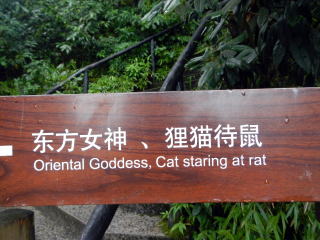 东方女神 、狸猫待鼠
Oriental Goddess, Cat staring at rat